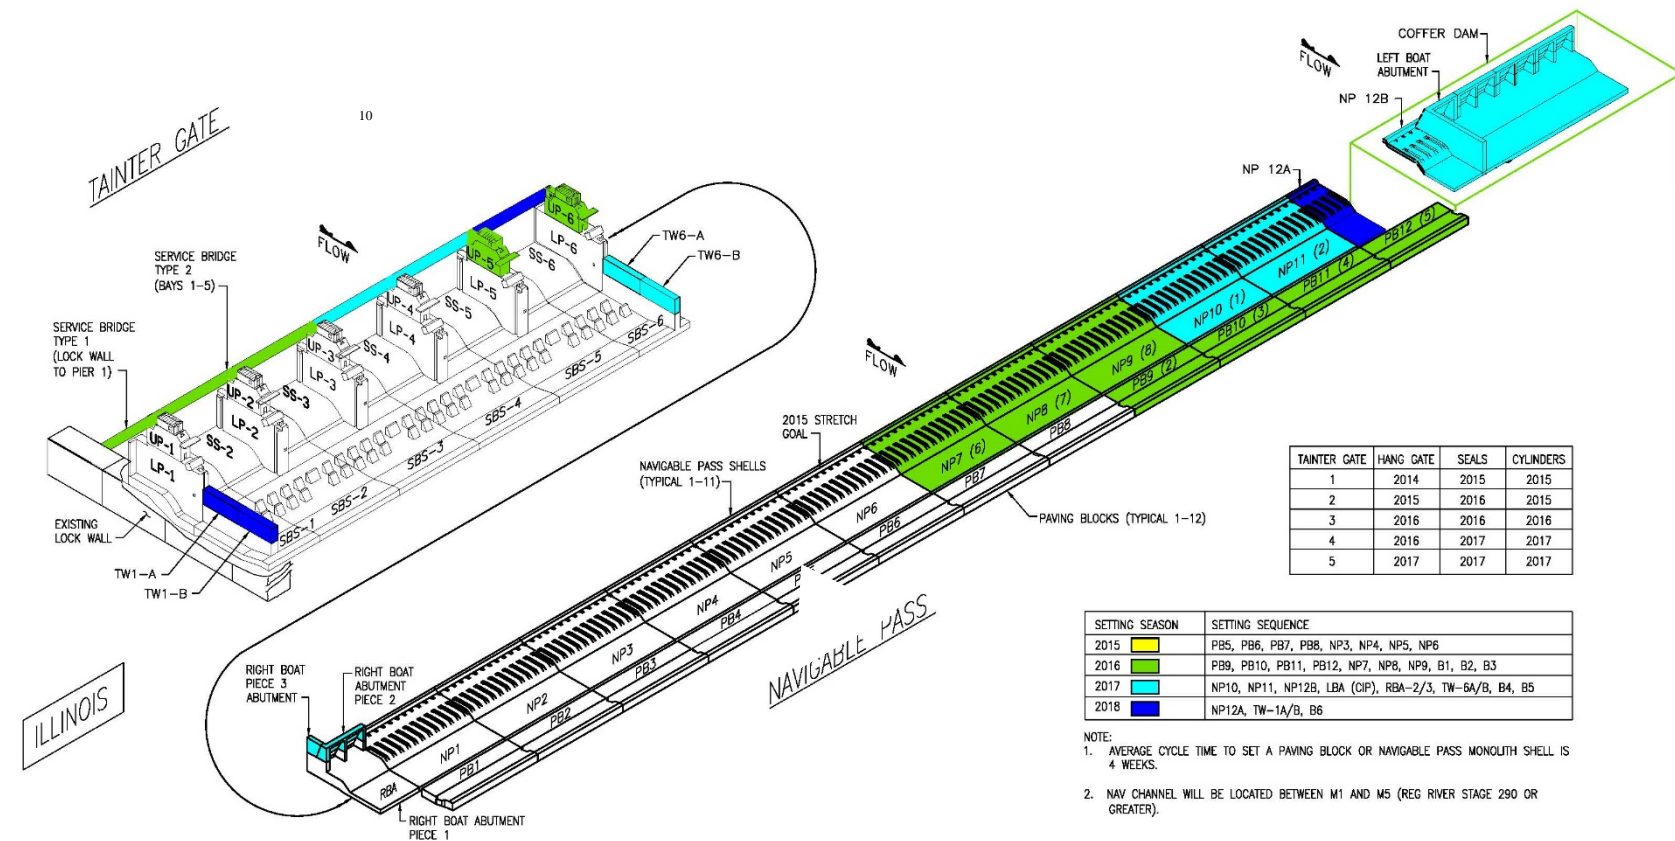 10
TAINTER GATE
FLOW
SERVICE BRIDGE
TYPE 2
(BAYS 1-5)
SERVICE BRIDGE
TYPE 1
(LOCK WALL
TO PIER 1)
UP-6
LP-6
SS-6
UP-5
LP-5
SS-5
UP-4
LP-4
SS-4
UP-3
LP-3
SS-3
UP-2
LP-2
SS-2
UP-1
LP-1
SBS-6
SBS-5
SBS-4
SBS-3
SBS-2
SBS-1
TW6-A
TW6-B
EXISTING
LOCK WALL
TW1-A
TW1-B
FLOW
COFFER DAM
LEFT BOAT
ABUTMENT
NP 12B
NP 12A
FLOW
2015 STRETCH
GOAL
NAVIGABLE PASS SHELLS
(TYPICAL 1-11)
PAVING BLOCKS (TYPICAL 1-12)
NP11 (2)
NP10 (1)
NP9 (8)
NP8 (7)
NP7 (6)
NP6
NP5
NP4
NP3
NP2
NP1
RBA
PB12 (5)
PB11 (4)
PB10 (3)
PB9 (2)
PB8
PB7
PB6
P
PB4
PB3
PB2
PB1
NAVIGABLE PASS
ILLINOIS
RIGHT BOAT
PIECE 3
ABUTMENT
RIGHT BOAT
ABUTMENT
PIECE 2
RIGHT BOAT ABUTMENT
PIECE 1
TAINTER GATE HANG GATE SEALS CYLINDERS
1 2014 2015 2015
2 2015 2016 2015
3 2016 2016 2016
4 2016 2017 2017
5 2017 2017 2017
SETTING SEASON SETTING SEQUENCE
2015 PB5, PB6, PB7, PB8, NP3, NP4, NP5, NP6
2016 PB9, PB10, PB11, PB12, NP7, NP8, NP9, B1, B2, B3
2017 NP10, NP11, NP12B, LBA (CIP), RBA-2/3, TW-6A/B, B4, B5
2018 NP12A, TW-1A/B, B6
NOTE:
1. AVERAGE CYCLE TIME TO SET A PAVING BLOCK OR NAVIGABLE PASS MONOLITH SHELL IS
4 WEEKS.
2. NAV CHANNEL WILL BE LOCATED BETWEEN M1 AND M5 (REG RIVER STAGE 290 OR
GREATER).